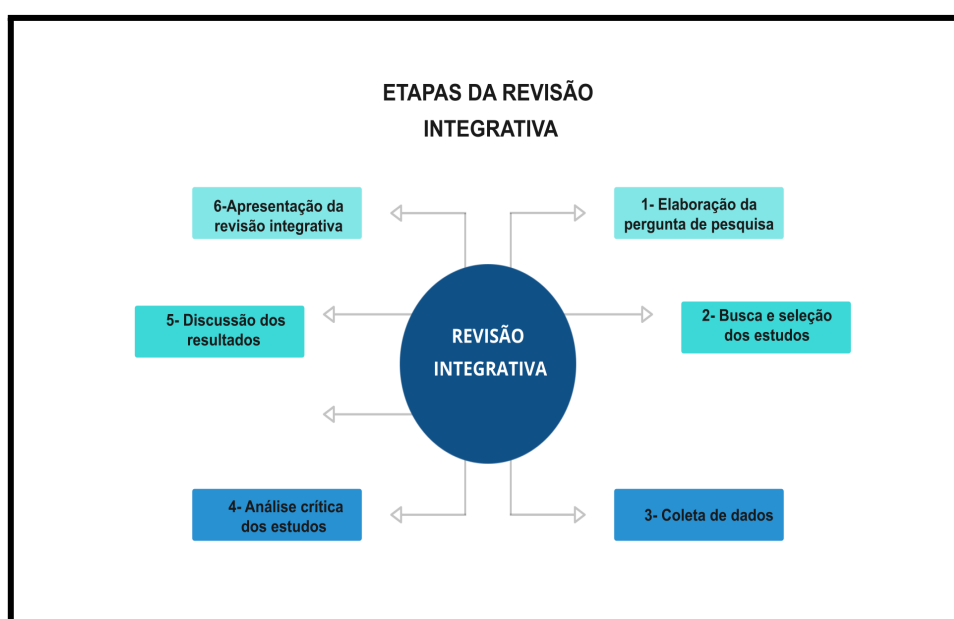 ETAPAS DA REVISÃO
INTEGRATIVA
6-Apresentação da
revisão integrativa
1- Elaboração da
pergunta de pesquisa
5- Discussão dos
resultados
REVISÃO
INTEGRATIVA
2- Busca e seleção
dos estudos
4- Análise crítica
dos estudos
3- Coleta de dados